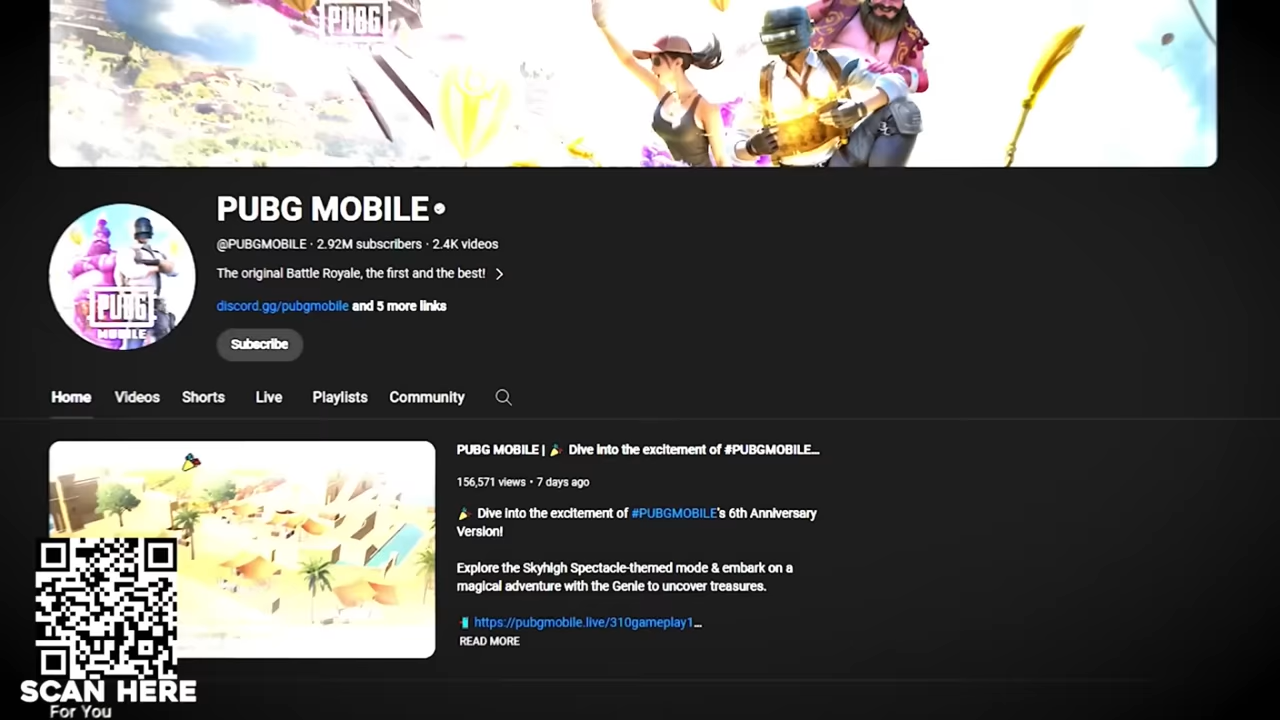 PUBG
PUBG MOBILE
@PUBGMOBILE · 2.92M subscribers · 2.4K videos
The original Battle Royale, the first and the best!
discord.gg/pubgmobile and 5 more links
PUBG
MOBILE
Subscribe
Home Videos Shorts Live Playlists Community
PUBG MOBILE | 🎉 Dive into the excitement of #PUBGMOBILE...
156,571 views · 7 days ago
🎉 Dive into the excitement of #PUBGMOBILE's 6th Anniversary
Version!
Explore the Skyhigh Spectacle-themed mode & embark on a
magical adventure with the Genie to uncover treasures.
📲 https://pubgmobile.live/310gameplay1...
READ MORE
SCAN HERE
For You